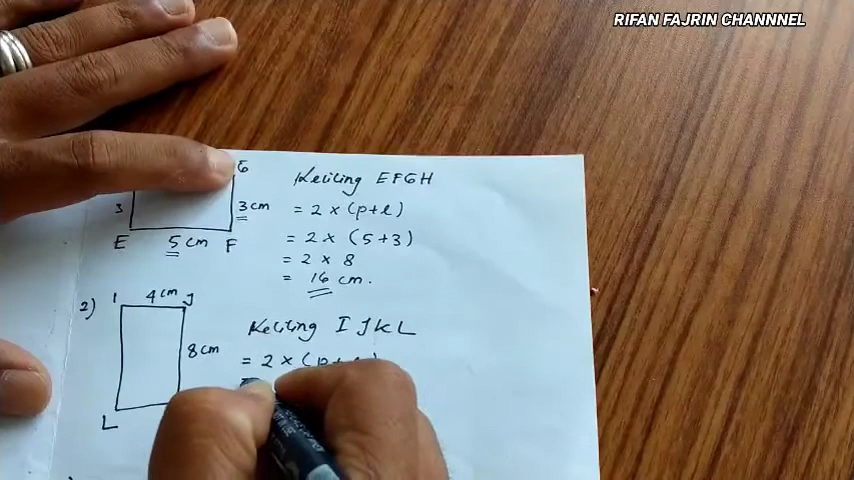 RIFAN FAJRIN CHANNNEL
G
Keliling EFGH
3 3cm = 2 x (p+l)
E 5 cm F = 2 x (5+3)
= 2 x 8
= 16 cm.
2) I 4cm J
Keliling IJKL
8cm = 2 x (p+l)
L